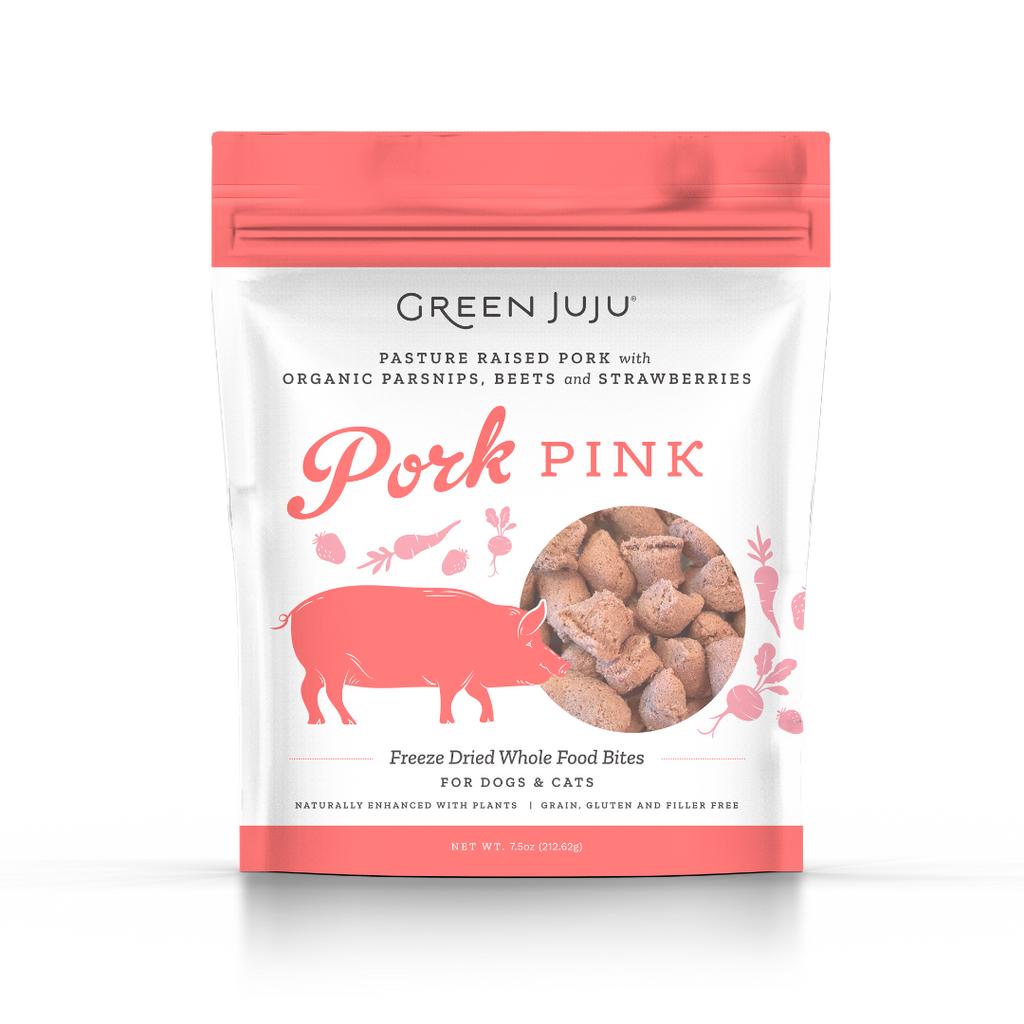 GREEN JUJU®
PASTURE RAISED PORK with
ORGANIC PARSNIPS, BEETS and STRAWBERRIES
Pork PINK
Freeze Dried Whole Food Bites
FOR DOGS & CATS
NATURALLY ENHANCED WITH PLANTS | GRAIN, GLUTEN AND FILLER FREE
NET WT. 7.5oz (212.62g)